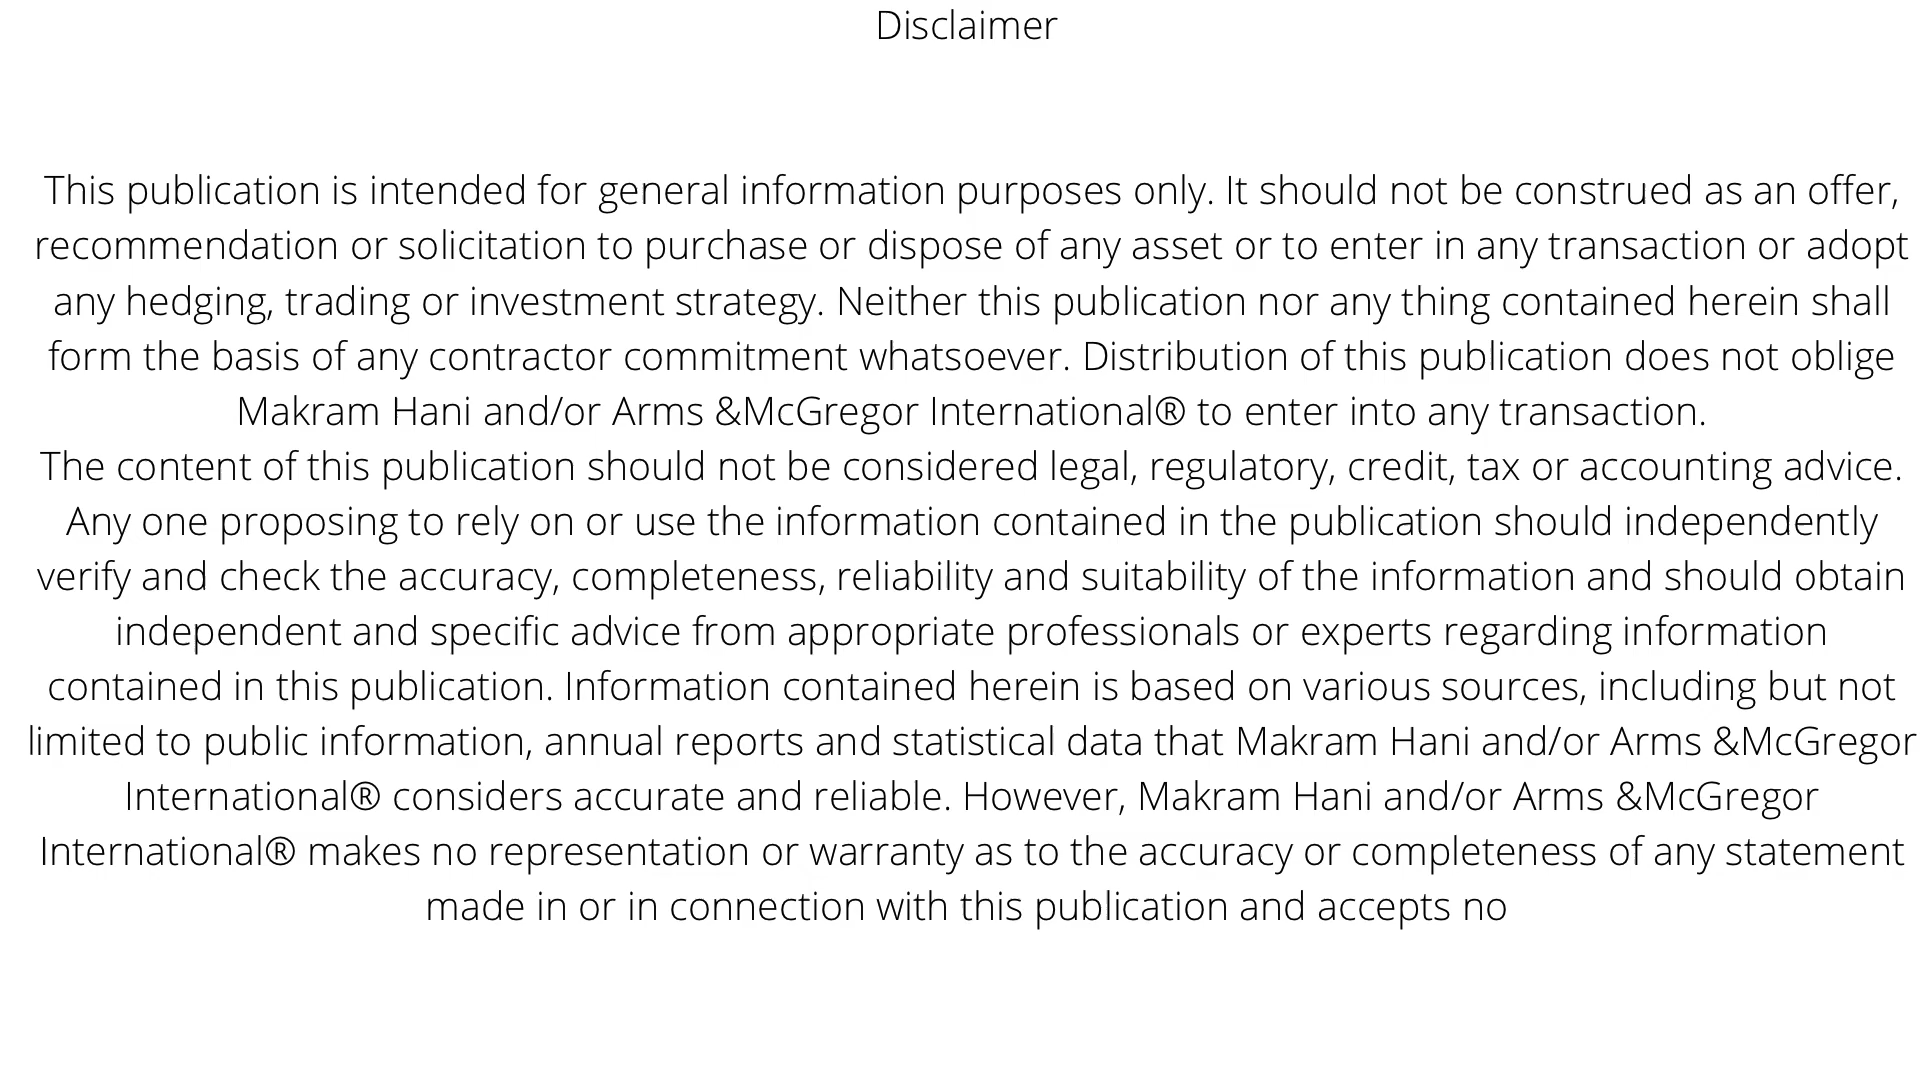 Disclaimer
This publication is intended for general information purposes only. It should not be construed as an offer,
recommendation or solicitation to purchase or dispose of any asset or to enter in any transaction or adopt
any hedging, trading or investment strategy. Neither this publication nor any thing contained herein shall
form the basis of any contractor commitment whatsoever. Distribution of this publication does not oblige
Makram Hani and/or Arms &McGregor International® to enter into any transaction.
The content of this publication should not be considered legal, regulatory, credit, tax or accounting advice.
Any one proposing to rely on or use the information contained in the publication should independently
verify and check the accuracy, completeness, reliability and suitability of the information and should obtain
independent and specific advice from appropriate professionals or experts regarding information
contained in this publication. Information contained herein is based on various sources, including but not
limited to public information, annual reports and statistical data that Makram Hani and/or Arms &McGregor
International® considers accurate and reliable. However, Makram Hani and/or Arms &McGregor
International® makes no representation or warranty as to the accuracy or completeness of any statement
made in or in connection with this publication and accepts no